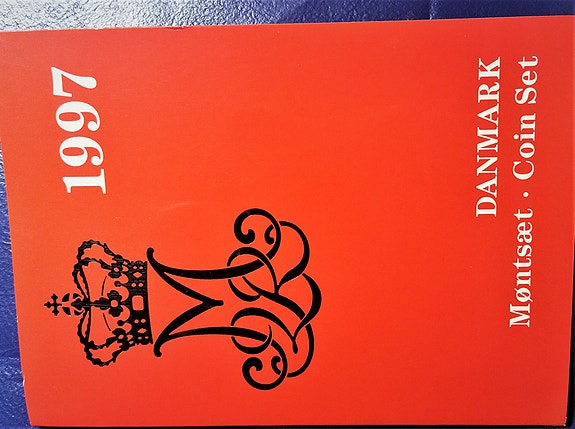 1997
DANMARK
Møntsæt · Coin Set